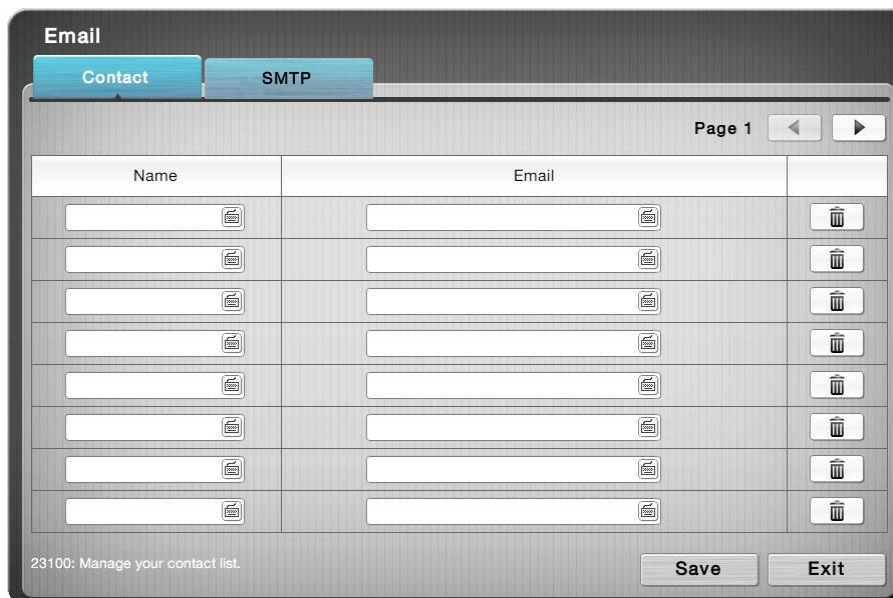 Email
Contact SMTP
Page 1
Name Email
23100: Manage your contact list.
Save Exit